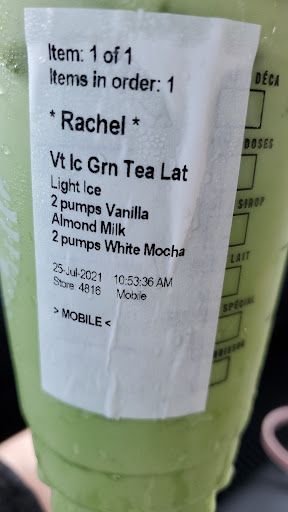 Item: 1 of 1
Items in order: 1
* Rachel *
Vt Ic Grn Tea Lat
Light Ice
2 pumps Vanilla
Almond Milk
2 pumps White Mocha
25-Jul-2021 10:53:36 AM
Store 4816 Mobile
> MOBILE <
DÉCA
DOSES
SIROP
LAIT
SPÉCIAL